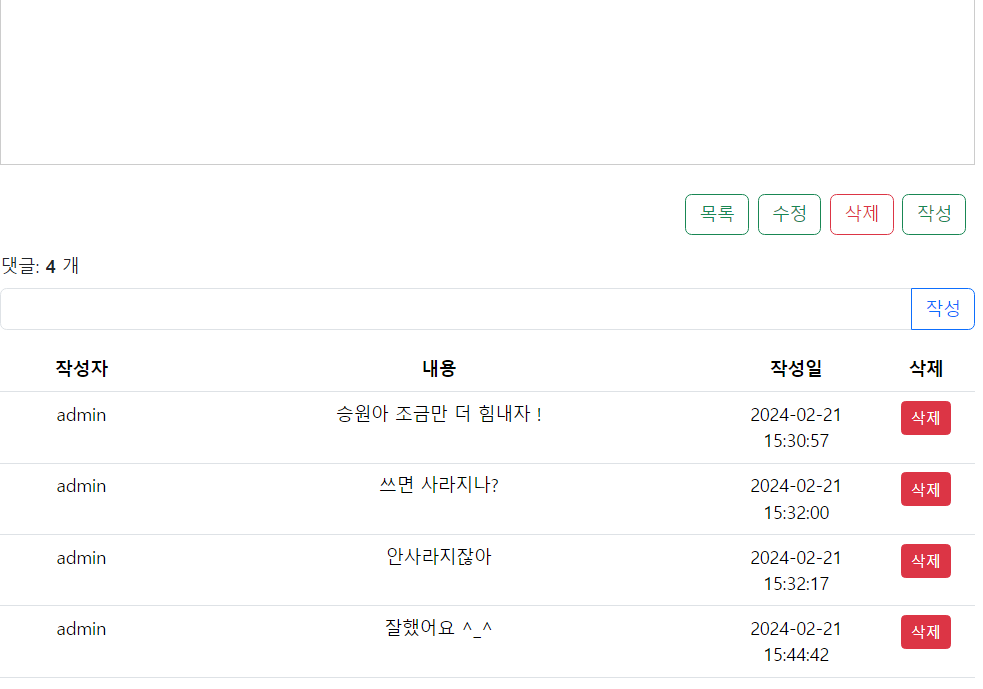 목록 수정 삭제 작성
댓글: 4 개
작성
작성자 내용 작성일 삭제
admin 승원아 조금만 더 힘내자 ! 2024-02-21 삭제
15:30:57
admin 쓰면 사라지나? 2024-02-21 삭제
15:32:00
admin 안사라지잖아 2024-02-21 삭제
15:32:17
admin 잘했어요 ^_^ 2024-02-21 삭제
15:44:42